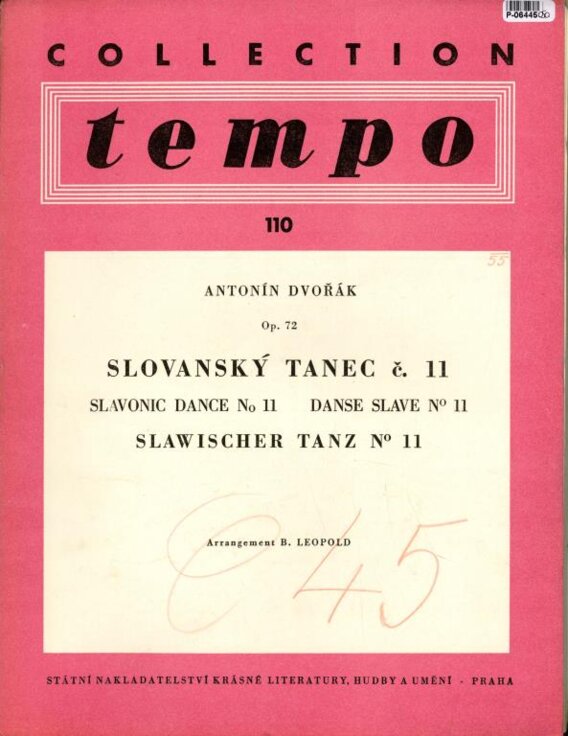 P-06445
COLLECTION
tempo
110
55
ANTONÍN DVOŘÁK
Op. 72
SLOVANSKÝ TANEC č. 11
SLAVONIC DANCE No 11 DANSE SLAVE Nº 11
SLAWISCHER TANZ Nº 11
Arrangement B. LEOPOLD
C 45
STÁTNÍ NAKLADATELSTVÍ KRÁSNÉ LITERATURY, HUDBY A UMĚNÍ - PRAHA